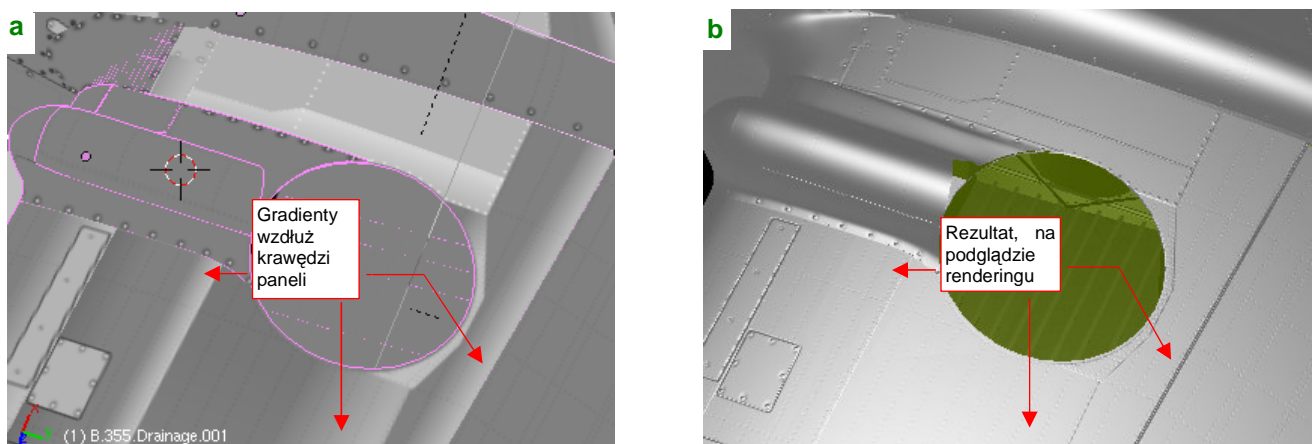 a
Gradienty
wzdłuż
krawędzi
paneli
(1) B.355.Drainage.001
b
Rezultat, na
podglądzie
renderingu